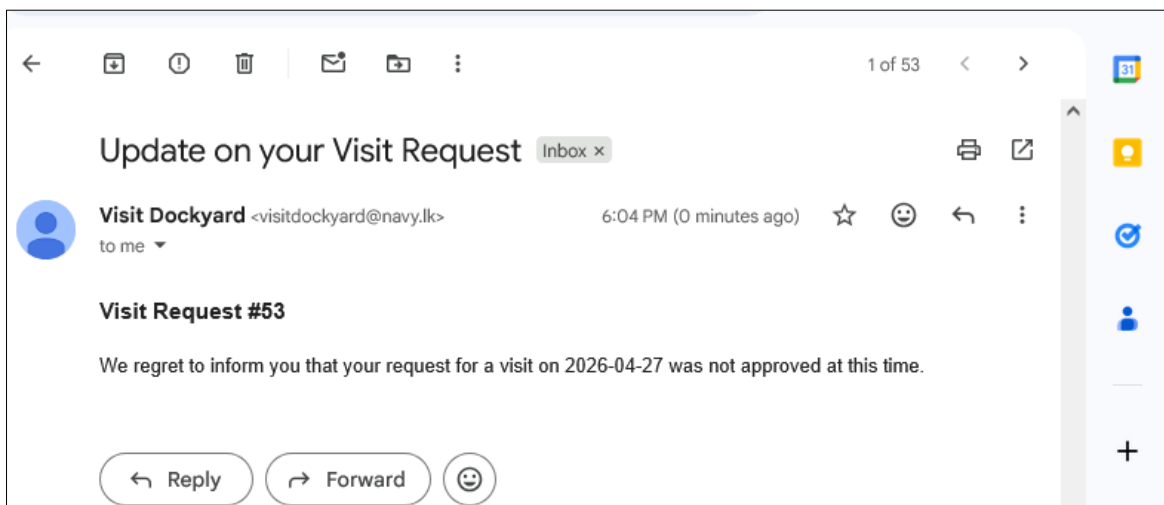 1 of 53
31
Update on your Visit Request Inbox ×
Visit Dockyard <visitdockyard@navy.lk> 6:04 PM (0 minutes ago)
to me
Visit Request #53
We regret to inform you that your request for a visit on 2026-04-27 was not approved at this time.
Reply Forward